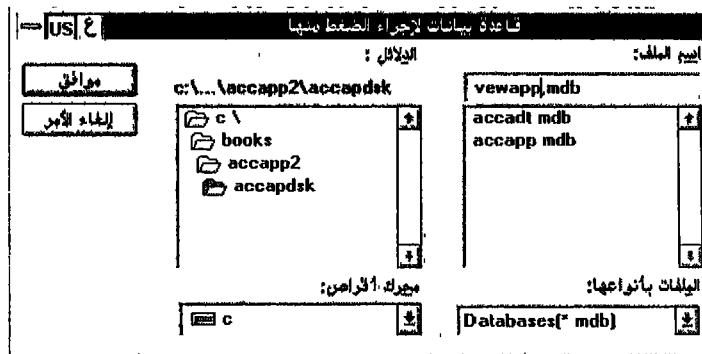 قاعدة بيانات لإجراء الضغط منها
ع US
اسم الملف:
vewapp.mdb
accadt mdb
accapp mdb
الدلائل :
c:\...\accapp2\accapdsk
c \
books
accapp2
accapdsk
موافق
إلغاء الأمر
الملفات بأنواعها:
Databases(* mdb)
محرك أقراص:
c